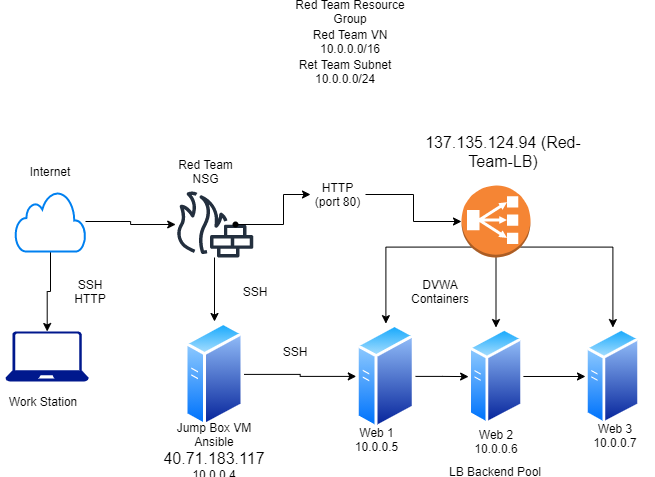 Red Team Resource
Group
Red Team VN
10.0.0.0/16
Ret Team Subnet
10.0.0.0/24
137.135.124.94 (Red-
Team-LB)
Internet
Red Team
NSG
HTTP
(port 80)
SSH
HTTP
SSH
DVWA
Containers
SSH
Work Station
Jump Box VM
Ansible
40.71.183.117
10.0.0.4
Web 1
10.0.0.5
Web 2
10.0.0.6
Web 3
10.0.0.7
LB Backend Pool